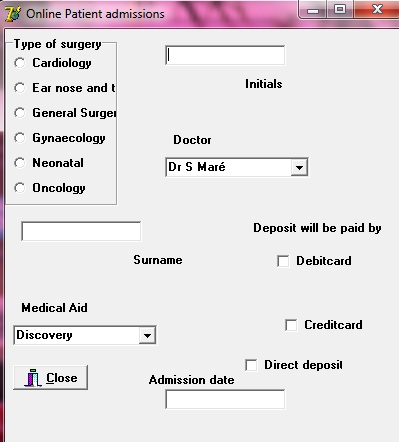 Online Patient admissions
Type of surgery
Cardiology
Ear nose and t
General Surger
Gynaecology
Neonatal
Oncology
Initials
Doctor
Dr S Maré
Surname
Deposit will be paid by
Debitcard
Creditcard
Direct deposit
Medical Aid
Discovery
Close
Admission date